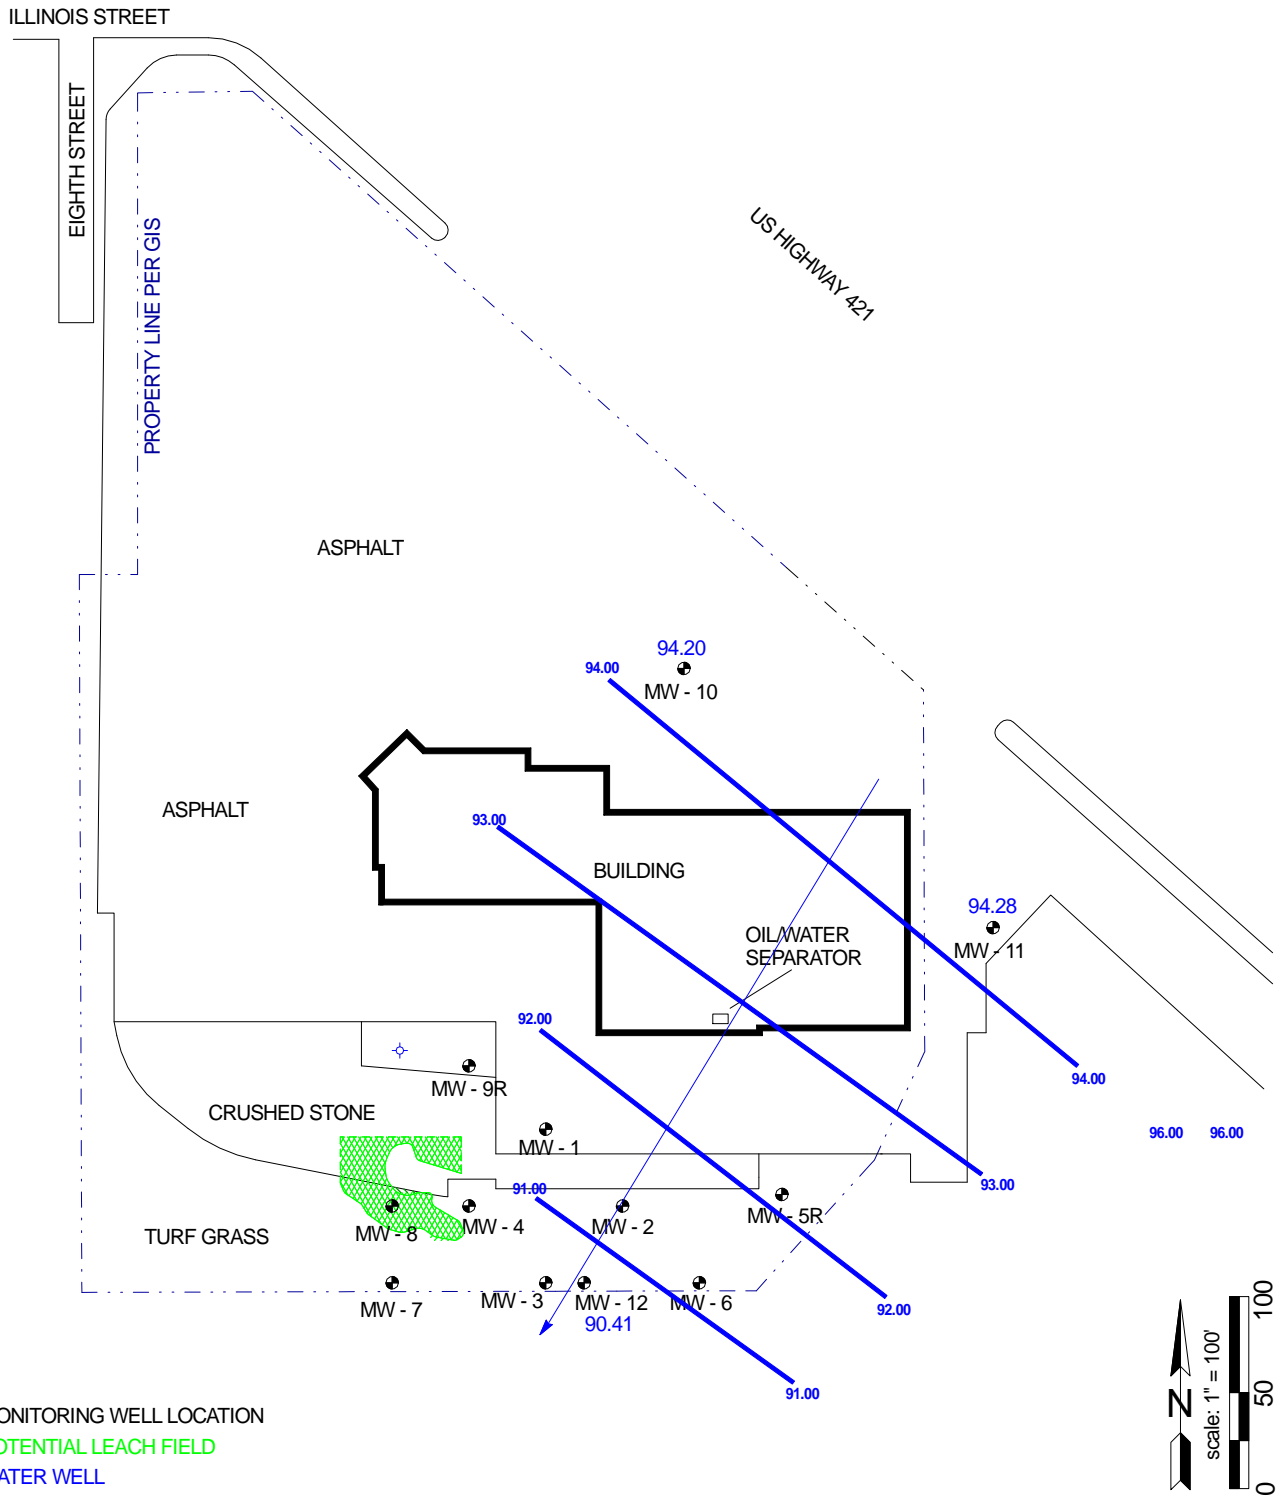 ILLINOIS STREET
EIGHTH STREET
PROPERTY LINE PER GIS
US HIGHWAY 421
ASPHALT
94.20
94.00
MW - 10
ASPHALT
93.00
BUILDING
94.28
OIL/WATER
SEPARATOR
MW - 11
92.00
94.00
MW - 9R
CRUSHED STONE
MW - 1
96.00
96.00
93.00
91.00
MW - 8
MW - 4
MW - 2
MW - 5R
TURF GRASS
MW - 7
MW - 3
MW - 12
MW - 6
90.41
92.00
91.00
N
scale: 1" = 100'
0
50
100
ONITORING WELL LOCATION
OTENTIAL LEACH FIELD
ATER WELL